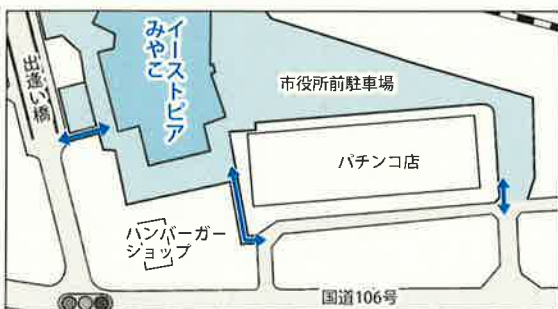 出逢い橋
イーストピア
みやこ
市役所前駐車場
パチンコ店
ハンバーガー
ショップ
国道106号